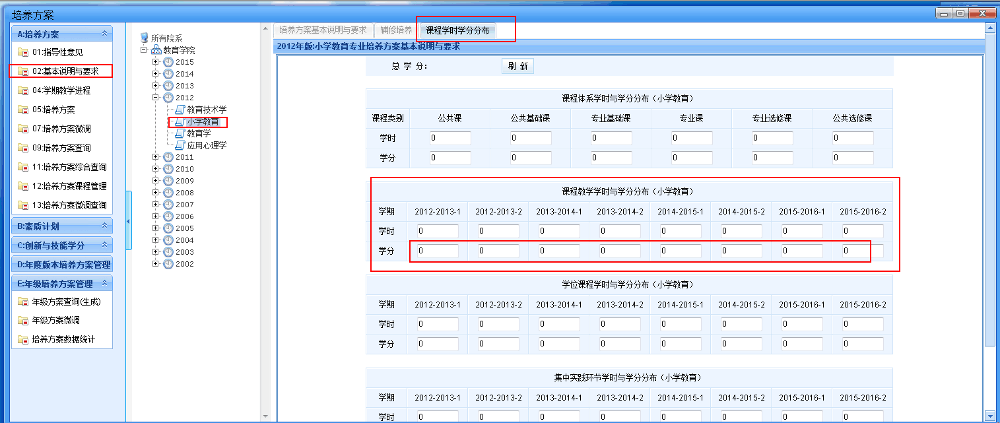 培养方案
A:培养方案
01:指导性意见
02:基本说明与要求
04:学期教学进程
05:培养方案
07:培养方案微调
09:培养方案查询
11:培养方案综合查询
12:培养方案课程管理
13:培养方案微调查询
B:素质计划
C:创新与技能学分
D:年度版本培养方案管理
E:年级培养方案管理
年级方案查询(生成)
年级方案微调
培养方案数据统计
所有院系
教育学院
2015
2014
2013
2012
教育技术学
小学教育
教育学
应用心理学
2011
2010
2009
2008
2007
2006
2005
2004
2003
2002
培养方案基本说明与要求 辅修培养 课程学时学分分布
2012年版:小学教育专业培养方案基本说明与要求
总 学 分: 刷 新
课程体系学时与学分分布（小学教育）
课程类别 公共课 公共基础课 专业基础课 专业课 专业选修课 公共选修课
学时 0 0 0 0 0 0
学分 0 0 0 0 0 0
课程教学学时与学分分布（小学教育）
学期 2012-2013-1 2012-2013-2 2013-2014-1 2013-2014-2 2014-2015-1 2014-2015-2 2015-2016-1 2015-2016-2
学时 0 0 0 0 0 0 0 0
学分 0 0 0 0 0 0 0 0
学位课程学时与学分分布（小学教育）
学期 2012-2013-1 2012-2013-2 2013-2014-1 2013-2014-2 2014-2015-1 2014-2015-2 2015-2016-1 2015-2016-2
学时 0 0 0 0 0 0 0 0
学分 0 0 0 0 0 0 0 0
集中实践环节学时与学分分布（小学教育）
学期 2012-2013-1 2012-2013-2 2013-2014-1 2013-2014-2 2014-2015-1 2014-2015-2 2015-2016-1 2015-2016-2
学时 0 0 0 0 0 0 0 0